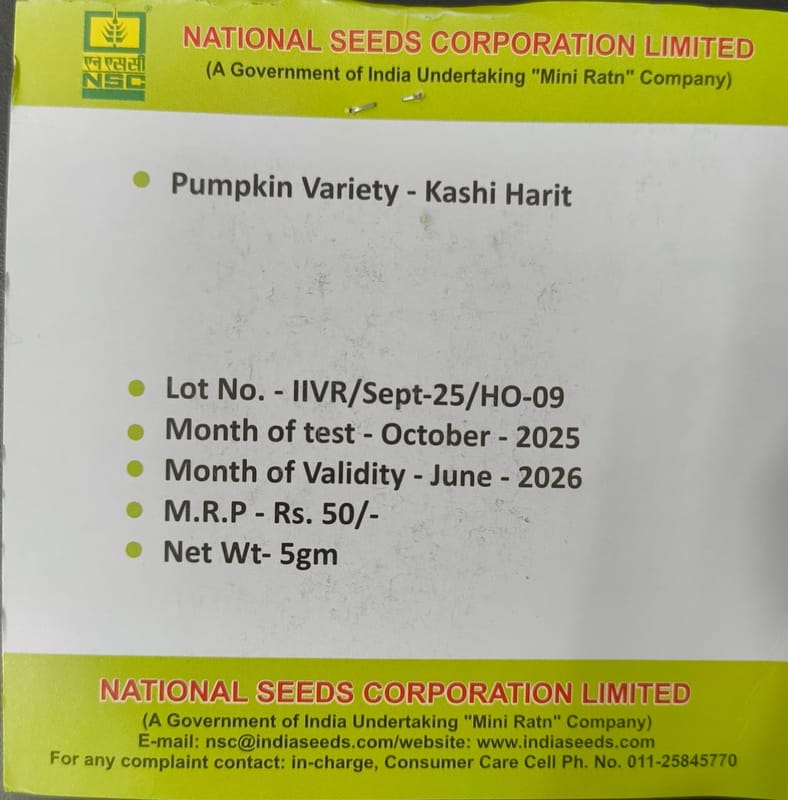 एन एस सी
NSC
NATIONAL SEEDS CORPORATION LIMITED
(A Government of India Undertaking "Mini Ratn" Company)
Pumpkin Variety - Kashi Harit
Lot No. - IIVR/Sept-25/HO-09
Month of test - October - 2025
Month of Validity - June - 2026
M.R.P - Rs. 50/-
Net Wt- 5gm
NATIONAL SEEDS CORPORATION LIMITED
(A Government of India Undertaking "Mini Ratn" Company)
E-mail: nsc@indiaseeds.com/website: www.indiaseeds.com
For any complaint contact: in-charge, Consumer Care Cell Ph. No. 011-25845770